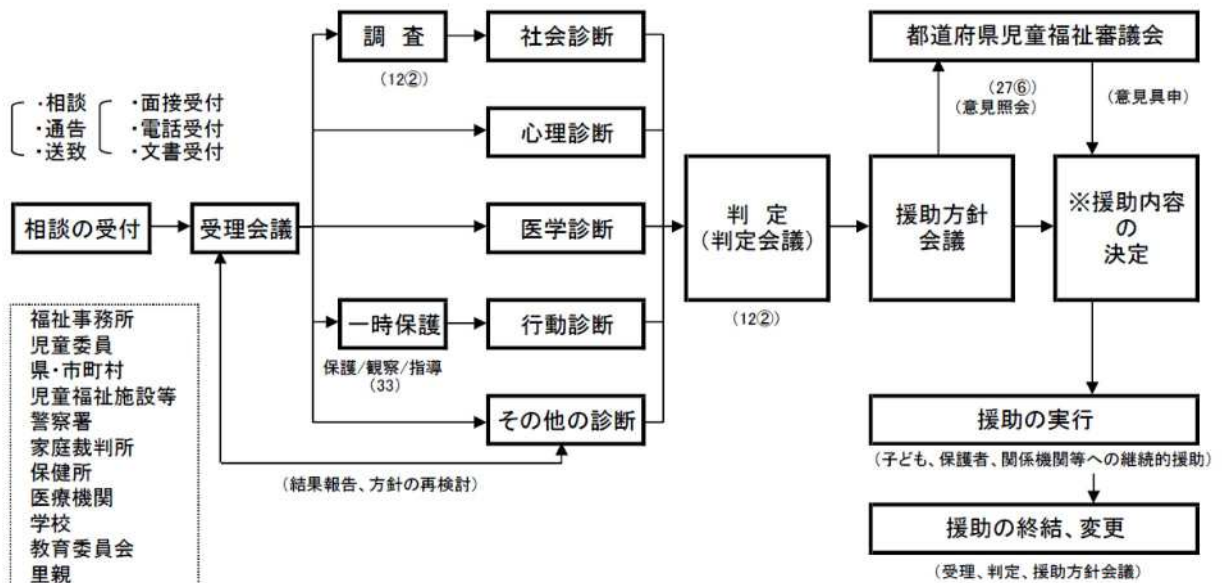 ・相談
・通告
・送致
・面接受付
・電話受付
・文書受付
相談の受付
受理会議
福祉事務所
児童委員
県・市町村
児童福祉施設等
警察署
家庭裁判所
保健所
医療機関
学校
教育委員会
里親
調 査
(12②)
社会診断
心理診断
医学診断
一時保護
保護/観察/指導
(33)
行動診断
その他の診断
(結果報告、方針の再検討)
判 定
(判定会議)
(12②)
援助方針
会議
都道府県児童福祉審議会
(27⑥)
(意見照会)
(意見具申)
※援助内容
の
決定
援助の実行
(子ども、保護者、関係機関等への継続的援助)
援助の終結、変更
(受理、判定、援助方針会議)